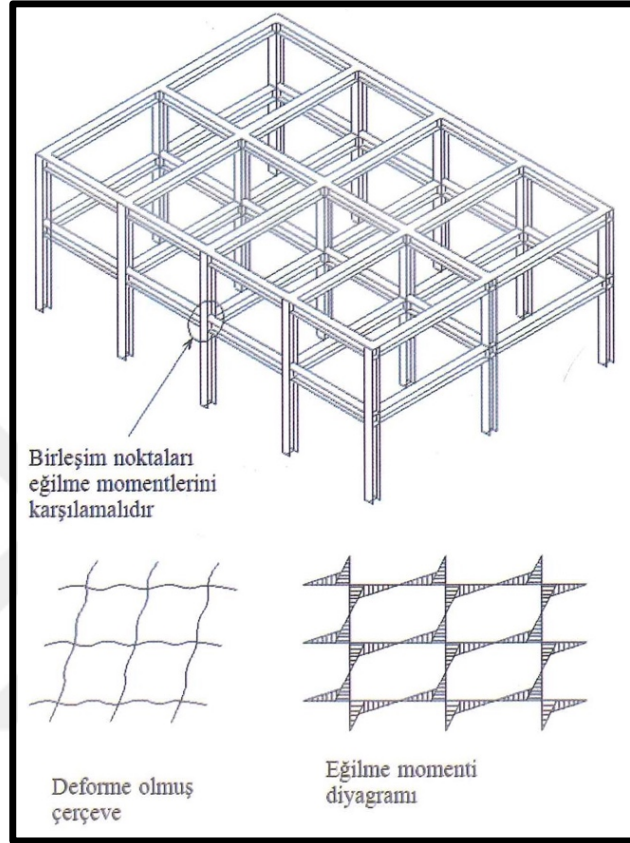 Birleşim noktaları
eğilme momentlerini
karşılamalıdır
Deforme olmuş
çerçeve
Eğilme momenti
diyagramı